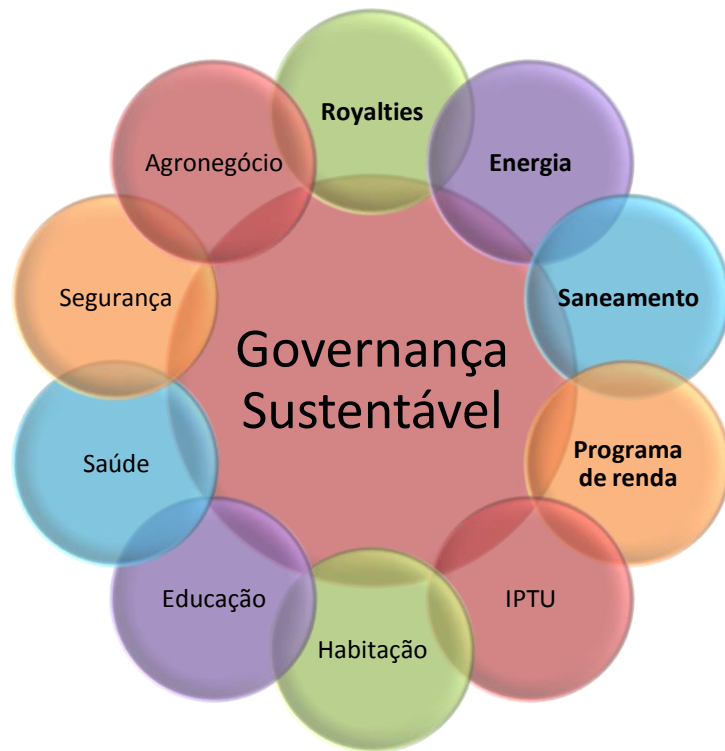 Royalties
Energia
Saneamento
Programa
de renda
IPTU
Habitação
Educação
Saúde
Segurança
Agronegócio
Governança
Sustentável